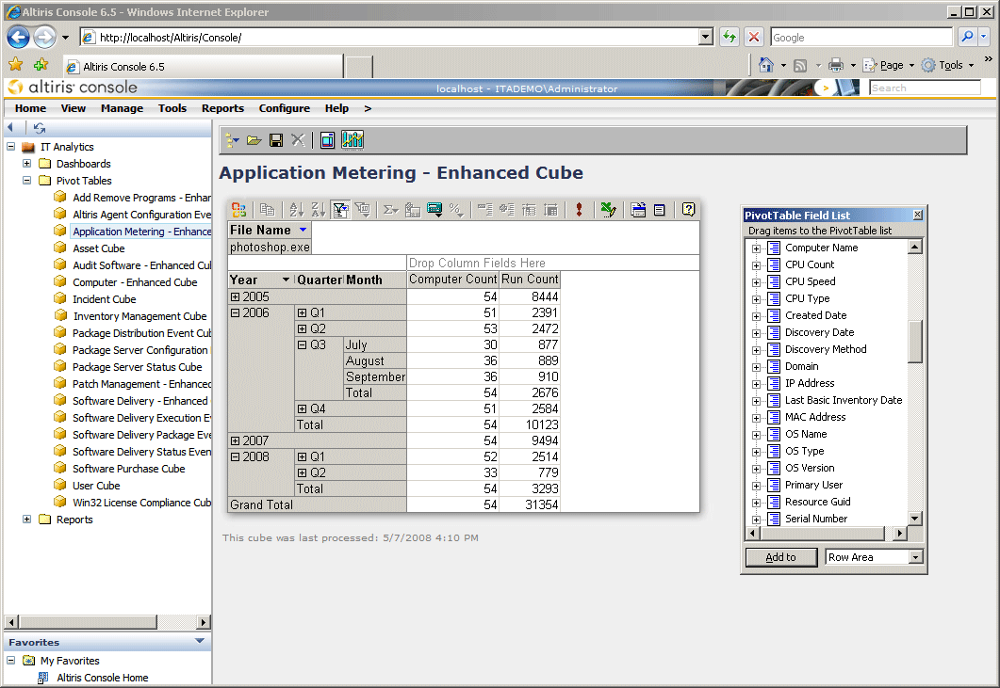 Altiris Console 6.5 - Windows Internet Explorer
http://localhost/Altiris/Console/
Google
Altiris Console 6.5
Page
Tools
altiris console
localhost - ITADEMO\Administrator
Search
Home View Manage Tools Reports Configure Help >
IT Analytics
Dashboards
Pivot Tables
Add Remove Programs - Enhan
Altiris Agent Configuration Eve
Application Metering - Enhance
Asset Cube
Audit Software - Enhanced Cu
Computer - Enhanced Cube
Incident Cube
Inventory Management Cube
Package Distribution Event Cub
Package Server Configuration
Package Server Status Cube
Patch Management - Enhanced
Software Delivery - Enhanced
Software Delivery Execution Ev
Software Delivery Package Eve
Software Delivery Status Even
Software Purchase Cube
User Cube
Win32 License Compliance Cub
Reports
Favorites
My Favorites
Altiris Console Home
Application Metering - Enhanced Cube
File Name
photoshop.exe
Drop Column Fields Here
Year Quarter Month Computer Count Run Count
2005 54 8444
2006 Q1 51 2391
Q2 53 2472
Q3 July 30 877
August 36 889
September 36 910
Total 54 2676
Q4 51 2584
Total 54 10123
2007 54 9494
2008 Q1 52 2514
Q2 33 779
Total 54 3293
Grand Total 54 31354
This cube was last processed: 5/7/2008 4:10 PM
PivotTable Field List
Drag items to the PivotTable list
Computer Name
CPU Count
CPU Speed
CPU Type
Created Date
Discovery Date
Discovery Method
Domain
IP Address
Last Basic Inventory Date
MAC Address
OS Name
OS Type
OS Version
Primary User
Resource Guid
Serial Number
Add to
Row Area